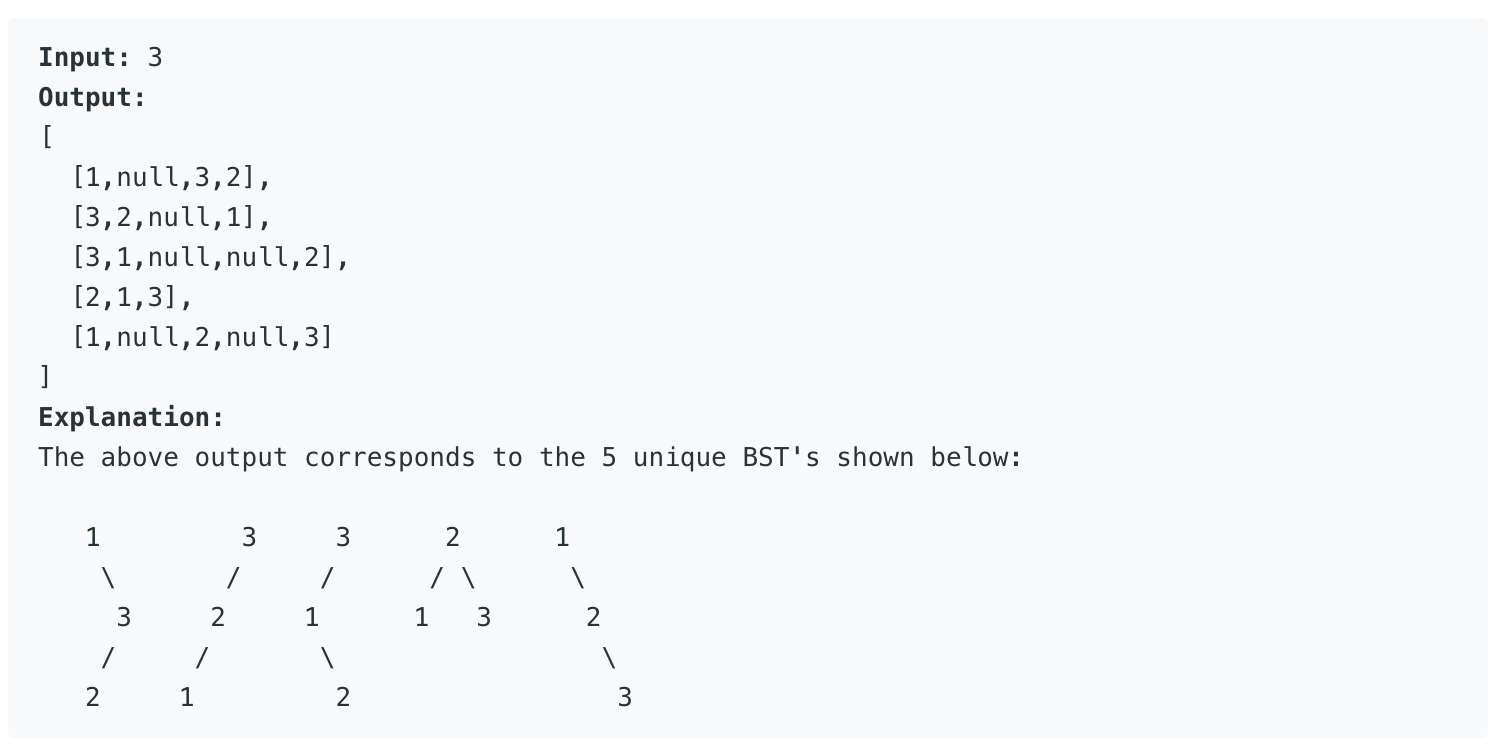 Input: 3
Output:
[
  [1,null,3,2],
  [3,2,null,1],
  [3,1,null,null,2],
  [2,1,3],
  [1,null,2,null,3]
]
Explanation:
The above output corresponds to the 5 unique BST's shown below:

   1         3     3      2      1
    \       /     /      / \      \
     3     2     1      1   3      2
    /     /       \                 \
   2     1         2                 3